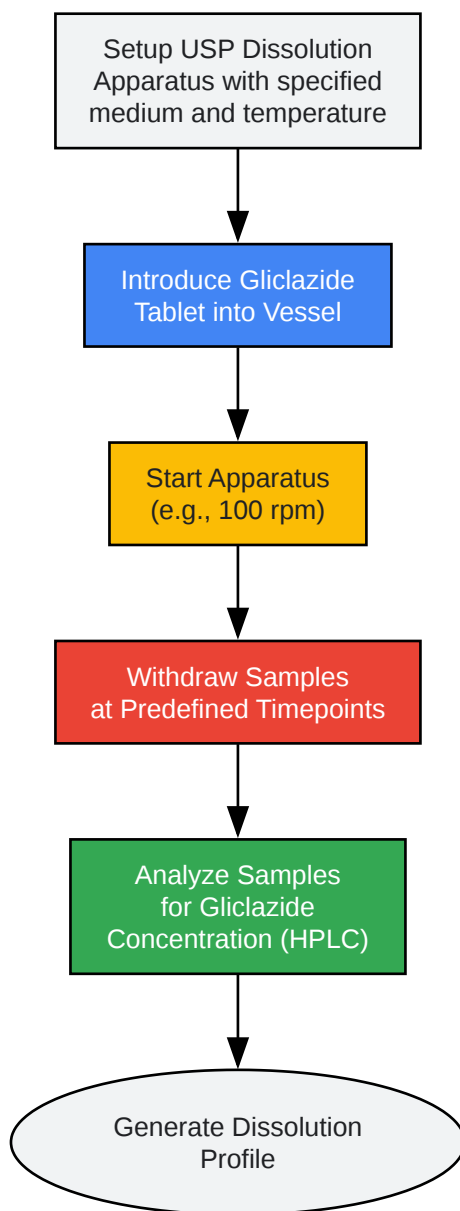 Setup USP Dissolution
Apparatus with specified
medium and temperature
Introduce Gliclazide
Tablet into Vessel
Start Apparatus
(e.g., 100 rpm)
Withdraw Samples
at Predefined Timepoints
Analyze Samples
for Gliclazide
Concentration (HPLC)
Generate Dissolution
Profile